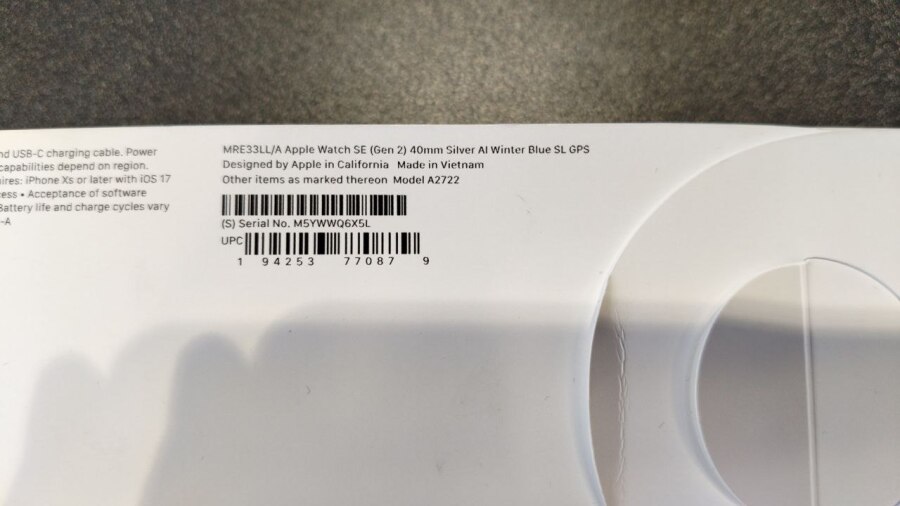 nd USB-C charging cable. Power
capabilities depend on region.
ires: iPhone Xs or later with iOS 17
cess • Acceptance of software
Battery life and charge cycles vary
-A
MRE33LL/A Apple Watch SE (Gen 2) 40mm Silver Al Winter Blue SL GPS
Designed by Apple in California Made in Vietnam
Other items as marked thereon Model A2722
(S) Serial No. M5YWWQ6X5L
UPC
1 94253 77087 9